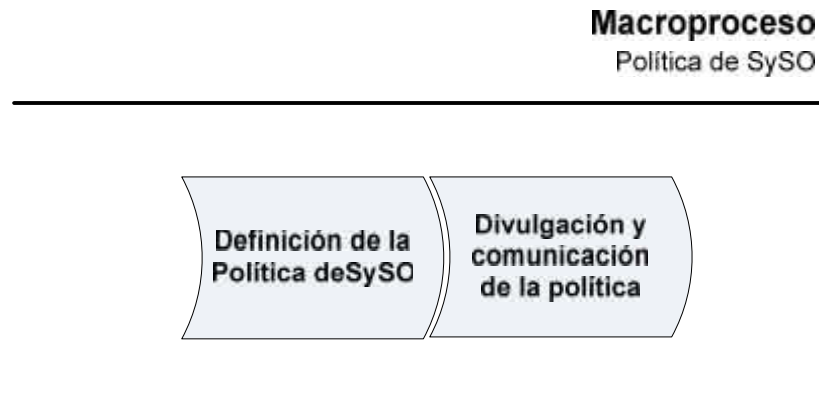 Macroproceso
Política de SySO
Definición de la
Política deSySO
Divulgación y
comunicación
de la política